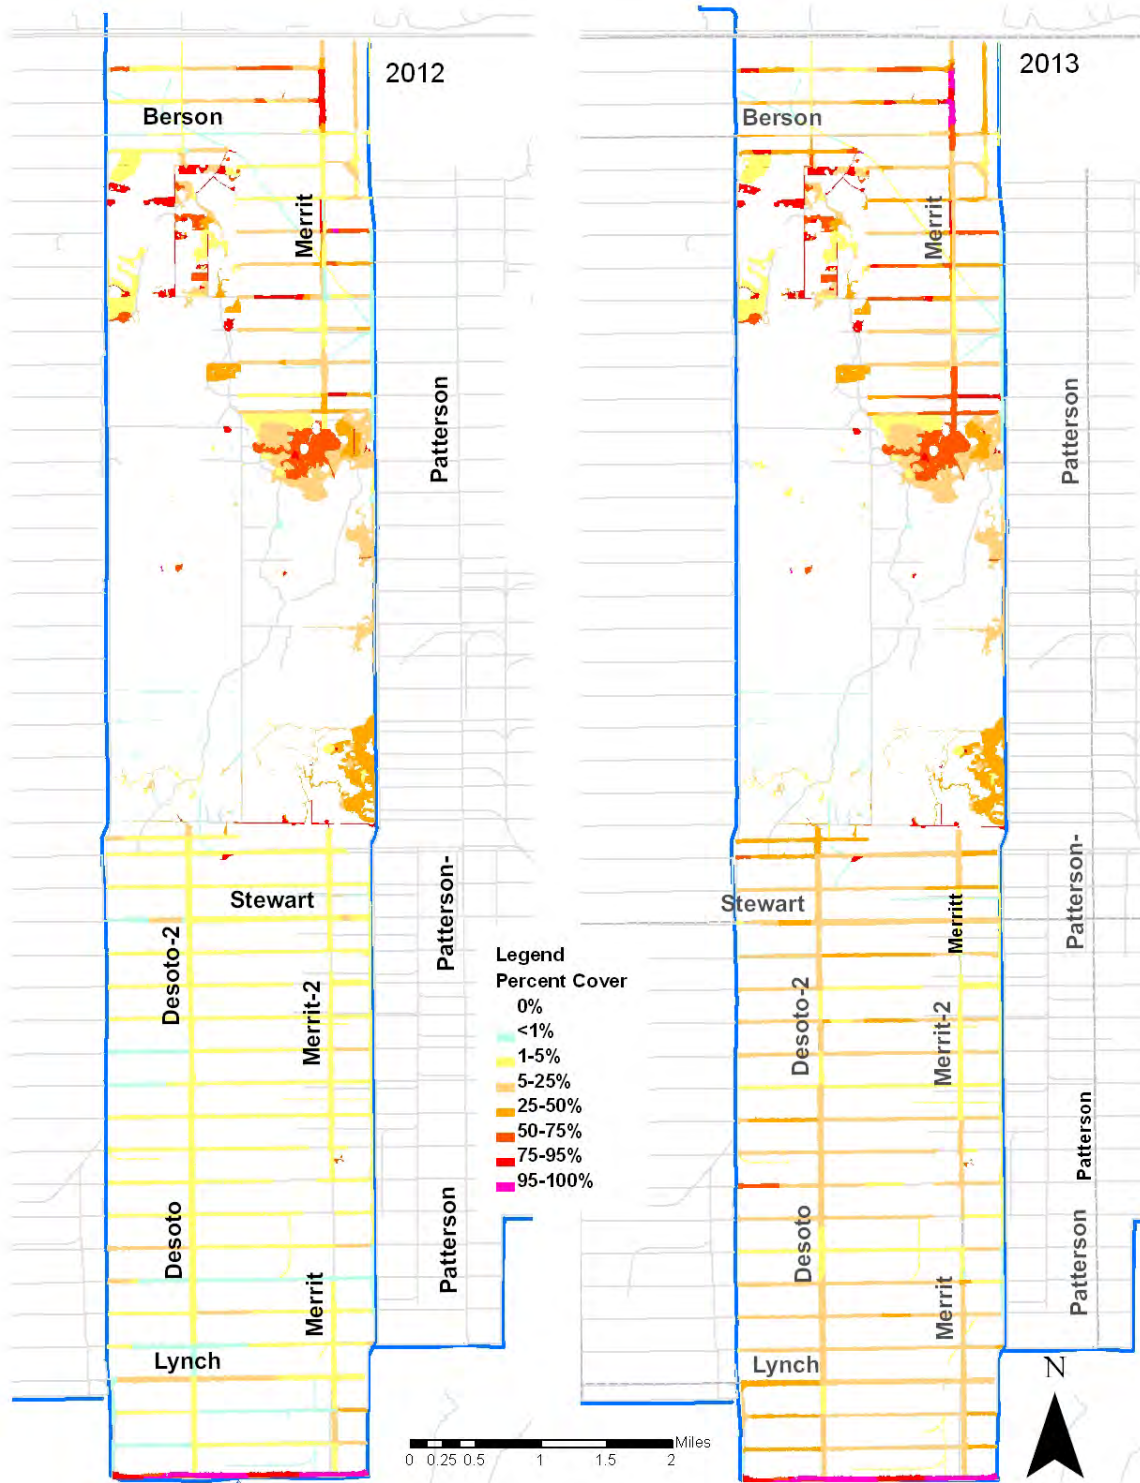 2012
2013
Berson
Berson
Merrit
Merrit
Patterson
Patterson
Stewart
Stewart
Patterson-
Patterson-
Merritt
Desoto-2
Desoto-2
Merrit-2
Merrit-2
Legend
Percent Cover
0%
<1%
1-5%
5-25%
25-50%
50-75%
75-95%
95-100%
Patterson
Desoto
Desoto
Patterson
Patterson
Merrit
Merrit
Lynch
Lynch
N
Miles
0 0.25 0.5 1 1.5 2